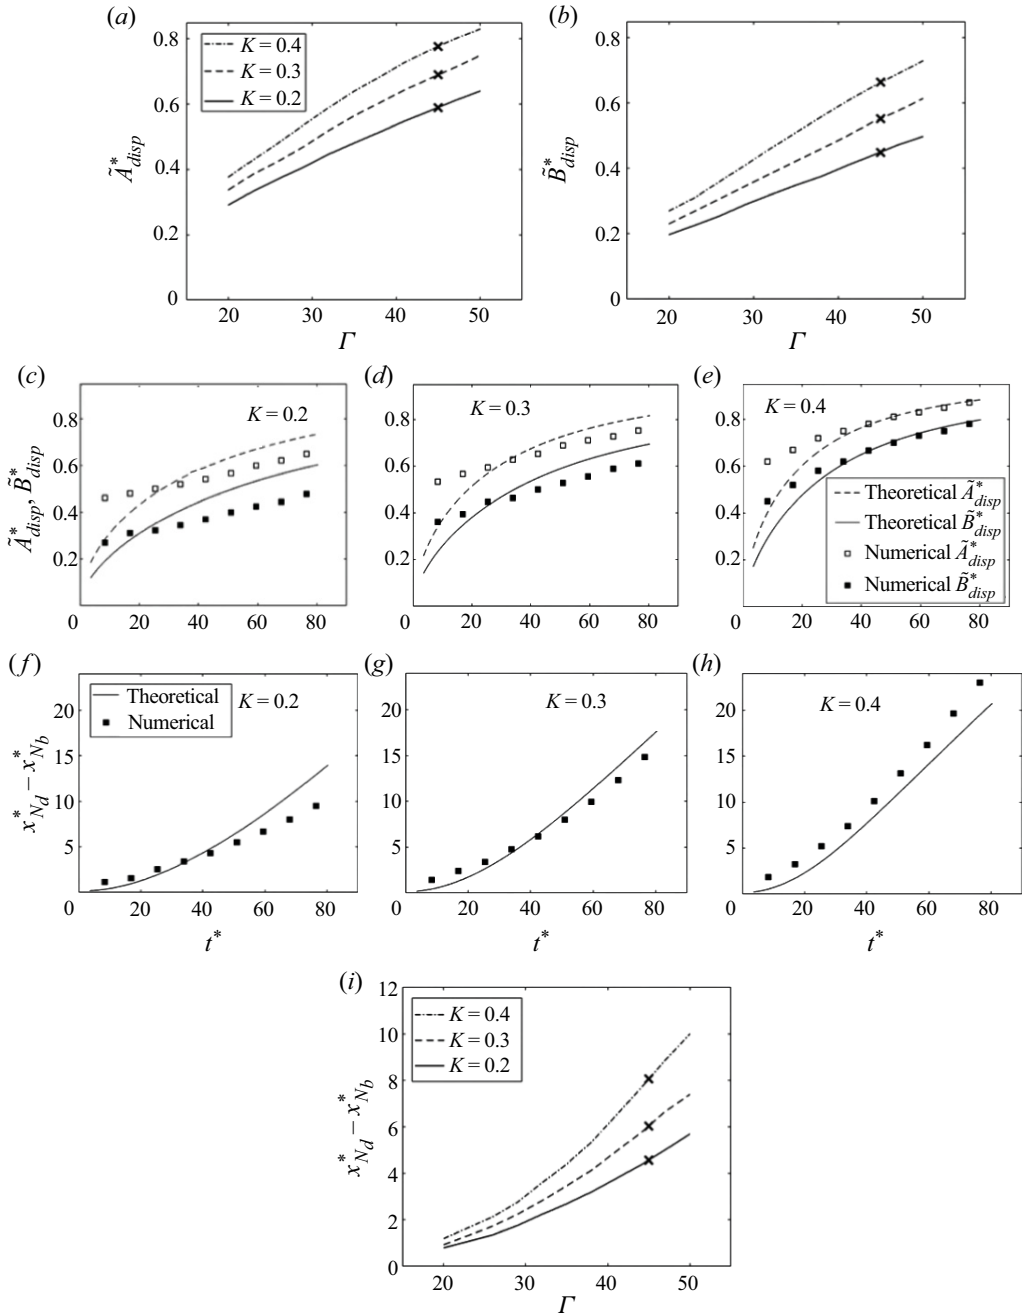 (a)
K = 0.4
K = 0.3
K = 0.2
Ã*disp
0.8
0.6
0.4
0.2
0
20 30 40 50
Γ
(b)
B̃*disp
0.8
0.6
0.4
0.2
0
20 30 40 50
Γ
(c)
K = 0.2
Ã*disp, B̃*disp
0.8
0.6
0.4
0.2
0 20 40 60 80
(d)
K = 0.3
0.8
0.6
0.4
0.2
0 20 40 60 80
(e)
K = 0.4
0.8
0.6
0.4
0.2
Theoretical Ã*disp
Theoretical B̃*disp
Numerical Ã*disp
Numerical B̃*disp
0 20 40 60 80
(f)
Theoretical
Numerical
K = 0.2
x*Nd − x*Nb
20
15
10
5
0 20 40 60 80
t*
(g)
K = 0.3
20
15
10
5
0 20 40 60 80
t*
(h)
K = 0.4
20
15
10
5
0 20 40 60 80
t*
(i)
K = 0.4
K = 0.3
K = 0.2
x*Nd − x*Nb
12
10
8
6
4
2
0
20 30 40 50
Γ